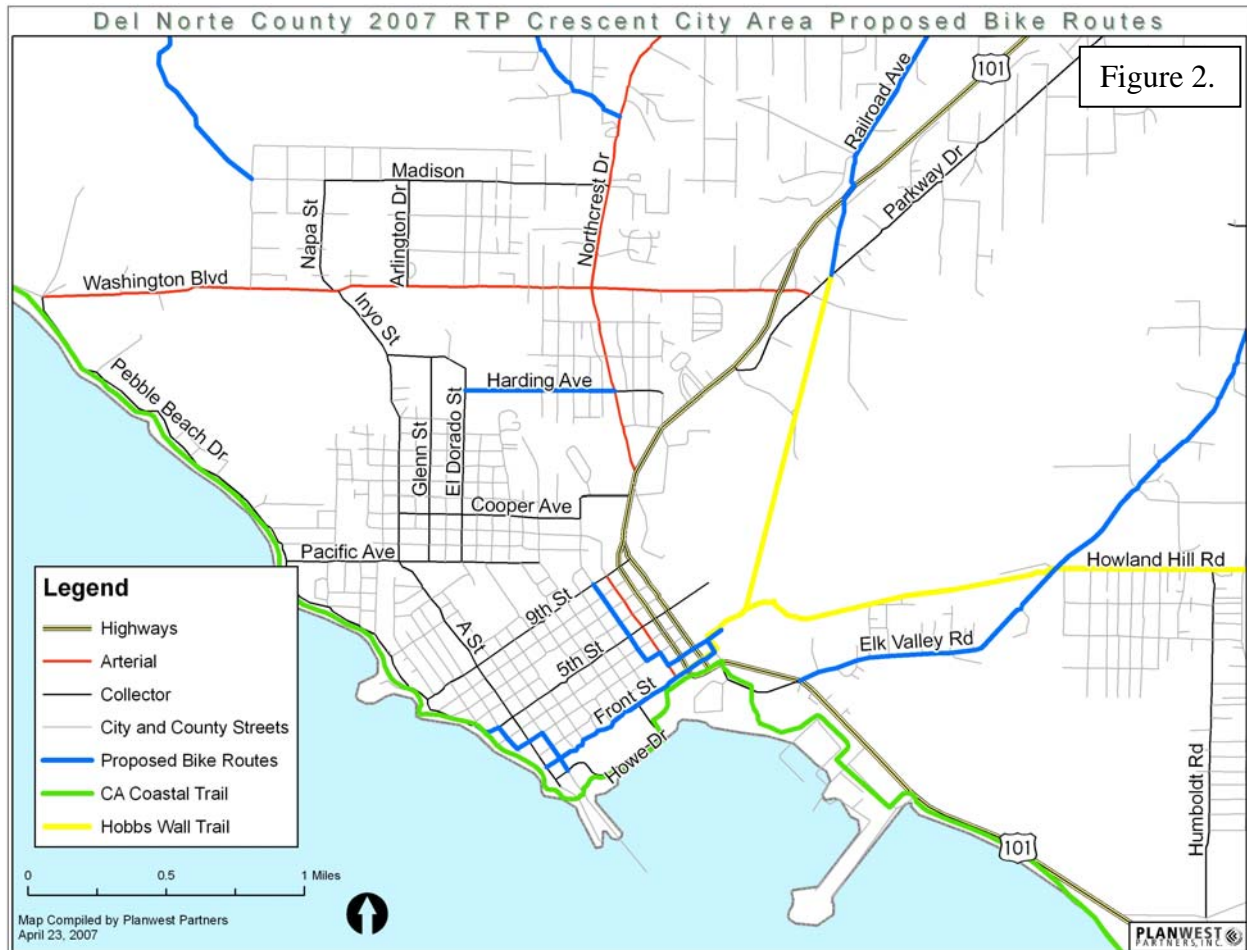 Del Norte County 2007 RTP Crescent City Area Proposed Bike Routes
Figure 2.
101
Railroad Ave
Parkway Dr
Northcrest Dr
Madison
Napa St
Arlington Dr
Washington Blvd
Inyo St
Harding Ave
Pebble Beach Dr
Glenn St
El Dorado St
Cooper Ave
Pacific Ave
Howland Hill Rd
9th St
A St
5th St
Elk Valley Rd
Front St
Howe Dr
Humboldt Rd
101
Legend
Highways
Arterial
Collector
City and County Streets
Proposed Bike Routes
CA Coastal Trail
Hobbs Wall Trail
0 0.5 1 Miles
Map Compiled by Planwest Partners
April 23, 2007
PLANWEST
PARTNERS, INC.